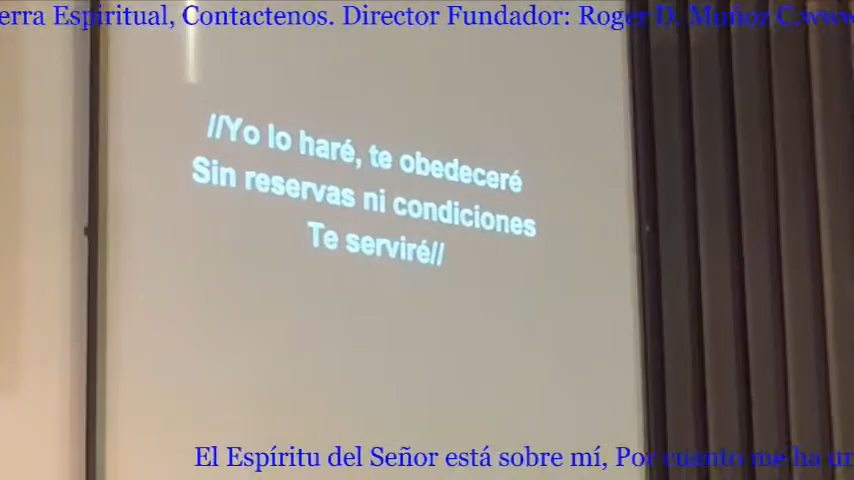 erra Espiritual, Contactenos. Director Fundador: Roger D. Muñoz C.www
//Yo lo haré, te obedeceré
Sin reservas ni condiciones
Te serviré//
El Espíritu del Señor está sobre mí, Por cuanto me ha un